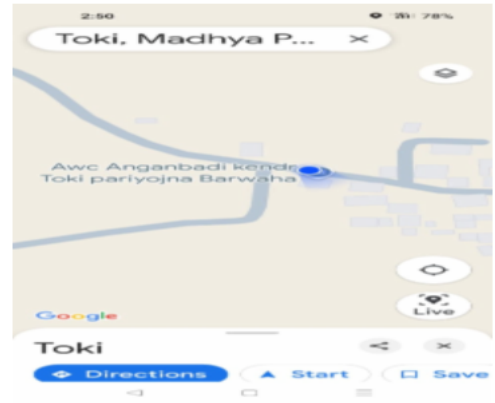 2:50
78%
Toki, Madhya P...
Awc Anganbadi kendr
Toki pariyojna Barwaha
Live
Google
Toki
Directions
Start
Save